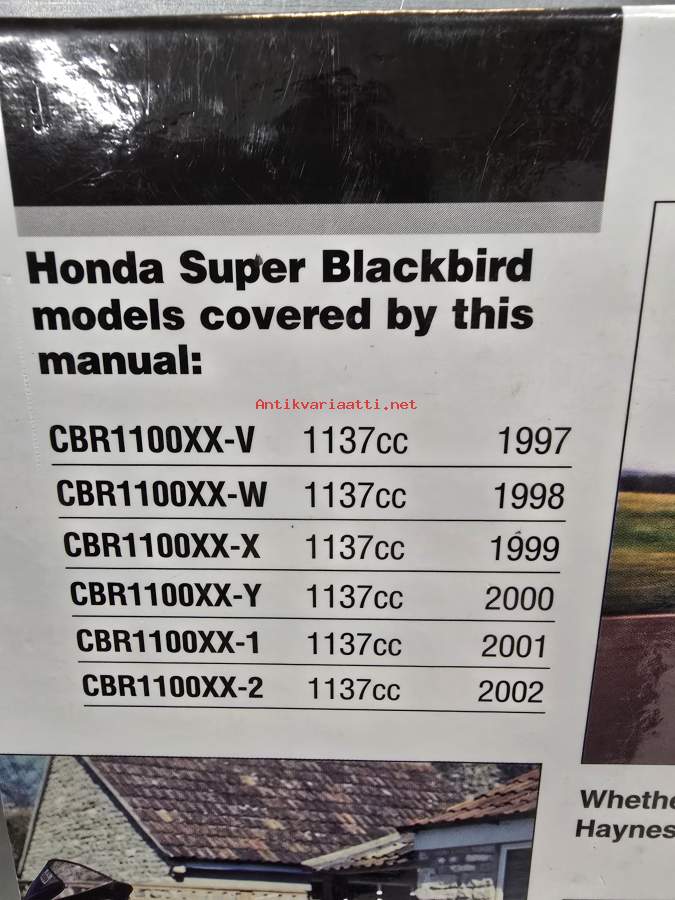 Honda Super Blackbird
models covered by this
manual:
Antikvariaatti.net
CBR1100XX-V 1137cc 1997
CBR1100XX-W 1137cc 1998
CBR1100XX-X 1137cc 1999
CBR1100XX-Y 1137cc 2000
CBR1100XX-1 1137cc 2001
CBR1100XX-2 1137cc 2002
Whethe
Haynes